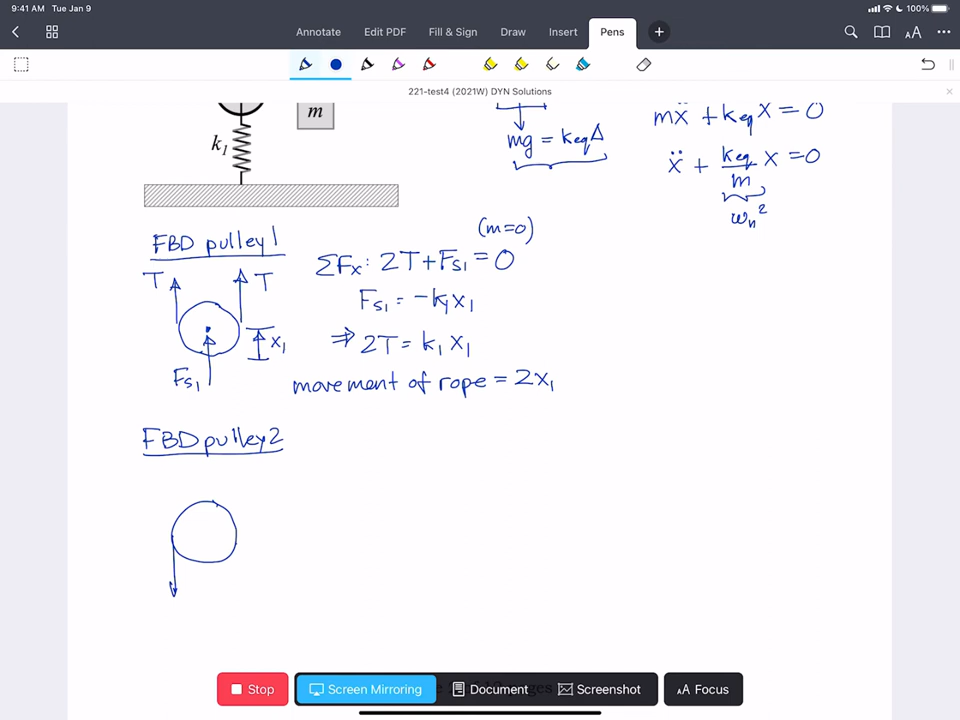 9:41 AM Tue Jan 9
100%
Annotate Edit PDF Fill & Sign Draw Insert Pens
AA
221-test4 (2021W) DYN Solutions
k₁
m
mg = keqΔ
mẍ + keq x = 0
ẍ + keq/m x = 0
ωn²
FBD pulley 1
(m=0)
T T
ΣFx: 2T + Fs₁ = 0
Fs₁ = -k₁x₁
x₁
⇒ 2T = k₁ x₁
Fs₁
movement of rope = 2x₁
FBD pulley 2
Stop Screen Mirroring Document Screenshot AA Focus